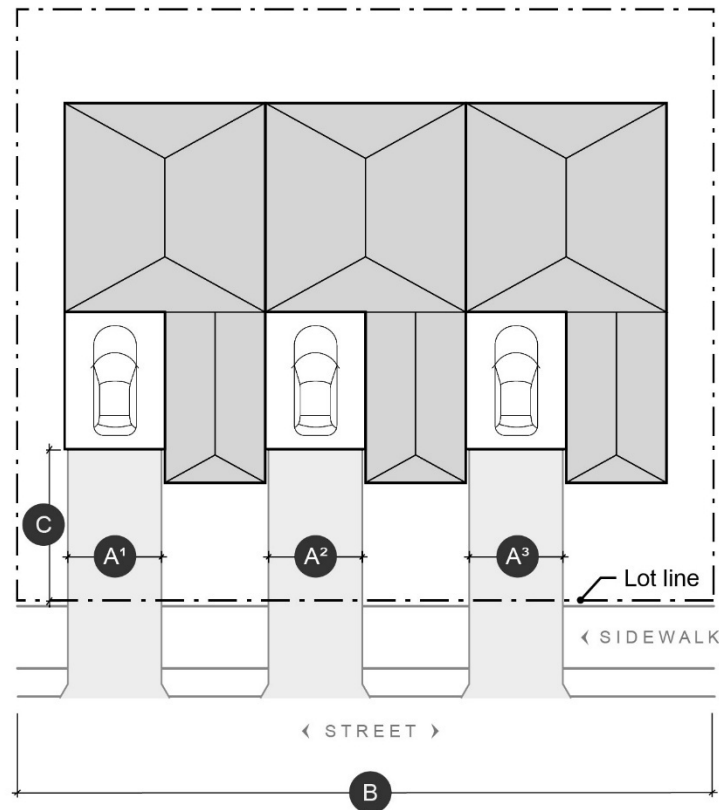 C
A¹
A²
A³
Lot line
‹ SIDEWALK
‹ STREET ›
B